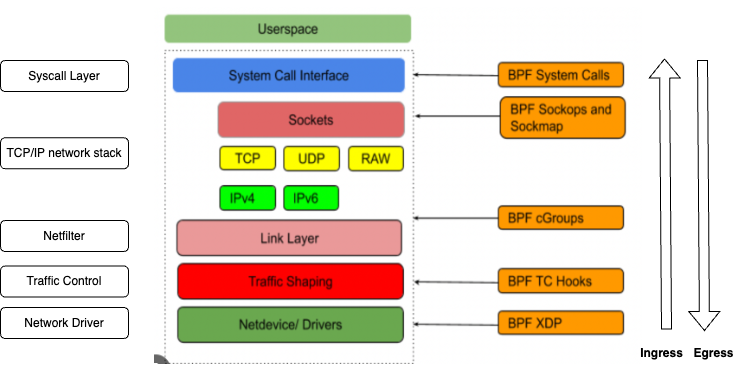 Userspace
Syscall Layer
System Call Interface
BPF System Calls
Sockets
BPF Sockops and
Sockmap
TCP/IP network stack
TCP
UDP
RAW
IPv4
IPv6
BPF cGroups
Netfilter
Link Layer
Traffic Control
Traffic Shaping
BPF TC Hooks
Network Driver
Netdevice/ Drivers
BPF XDP
Ingress
Egress